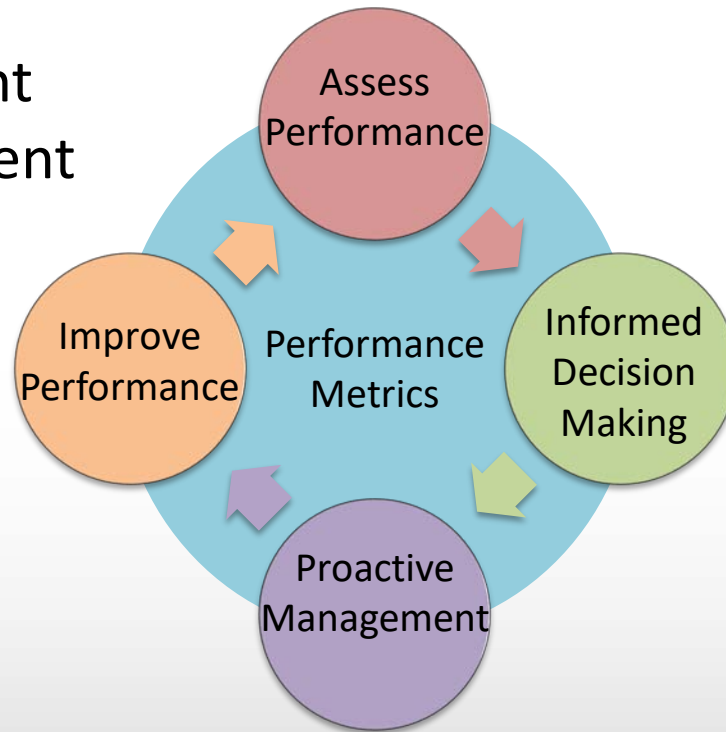 nt
ent
Assess
Performance
Informed
Decision
Making
Improve
Performance
Performance
Metrics
Proactive
Management